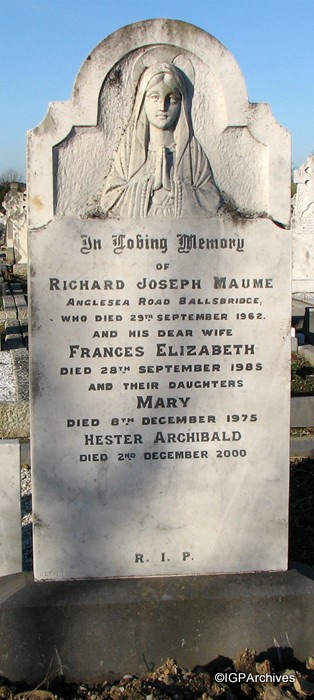 In Loving Memory
OF
RICHARD JOSEPH MAUME
ANGLESEA ROAD BALLSBRIDGE,
WHO DIED 29TH SEPTEMBER 1962.
AND HIS DEAR WIFE
FRANCES ELIZABETH
DIED 28TH SEPTEMBER 1985
AND THEIR DAUGHTERS
MARY
DIED 8TH DECEMBER 1975
HESTER ARCHIBALD
DIED 2ND DECEMBER 2000
R. I. P.
©IGPArchives